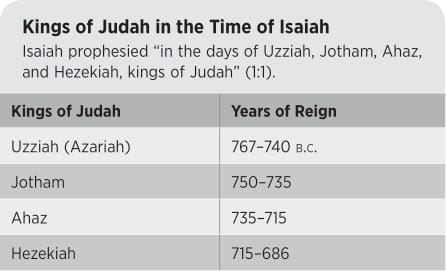 Kings of Judah in the Time of Isaiah
Isaiah prophesied “in the days of Uzziah, Jotham, Ahaz,
and Hezekiah, kings of Judah” (1:1).
Kings of Judah Years of Reign
Uzziah (Azariah) 767–740 B.C.
Jotham 750–735
Ahaz 735–715
Hezekiah 715–686